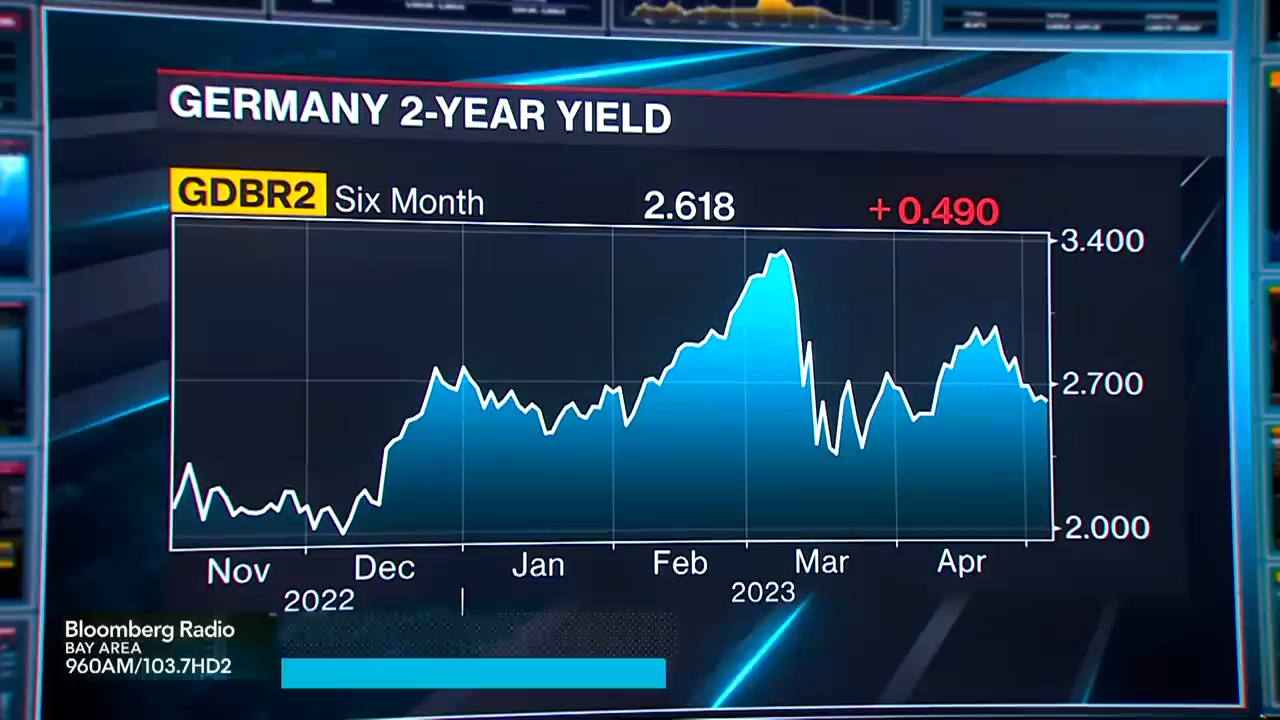 GERMANY 2-YEAR YIELD
GDBR2 Six Month 2.618 +0.490
3.400
2.700
2.000
Nov Dec Jan Feb Mar Apr
2022 2023
Bloomberg Radio
BAY AREA
960AM/103.7HD2